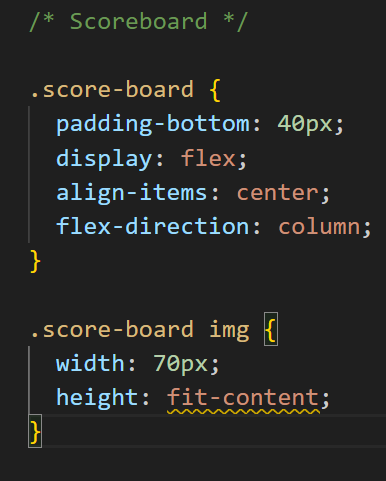 /* Scoreboard */
.score-board {
padding-bottom: 40px;
display: flex;
align-items: center;
flex-direction: column;
}
.score-board img {
width: 70px;
height: fit-content;
}